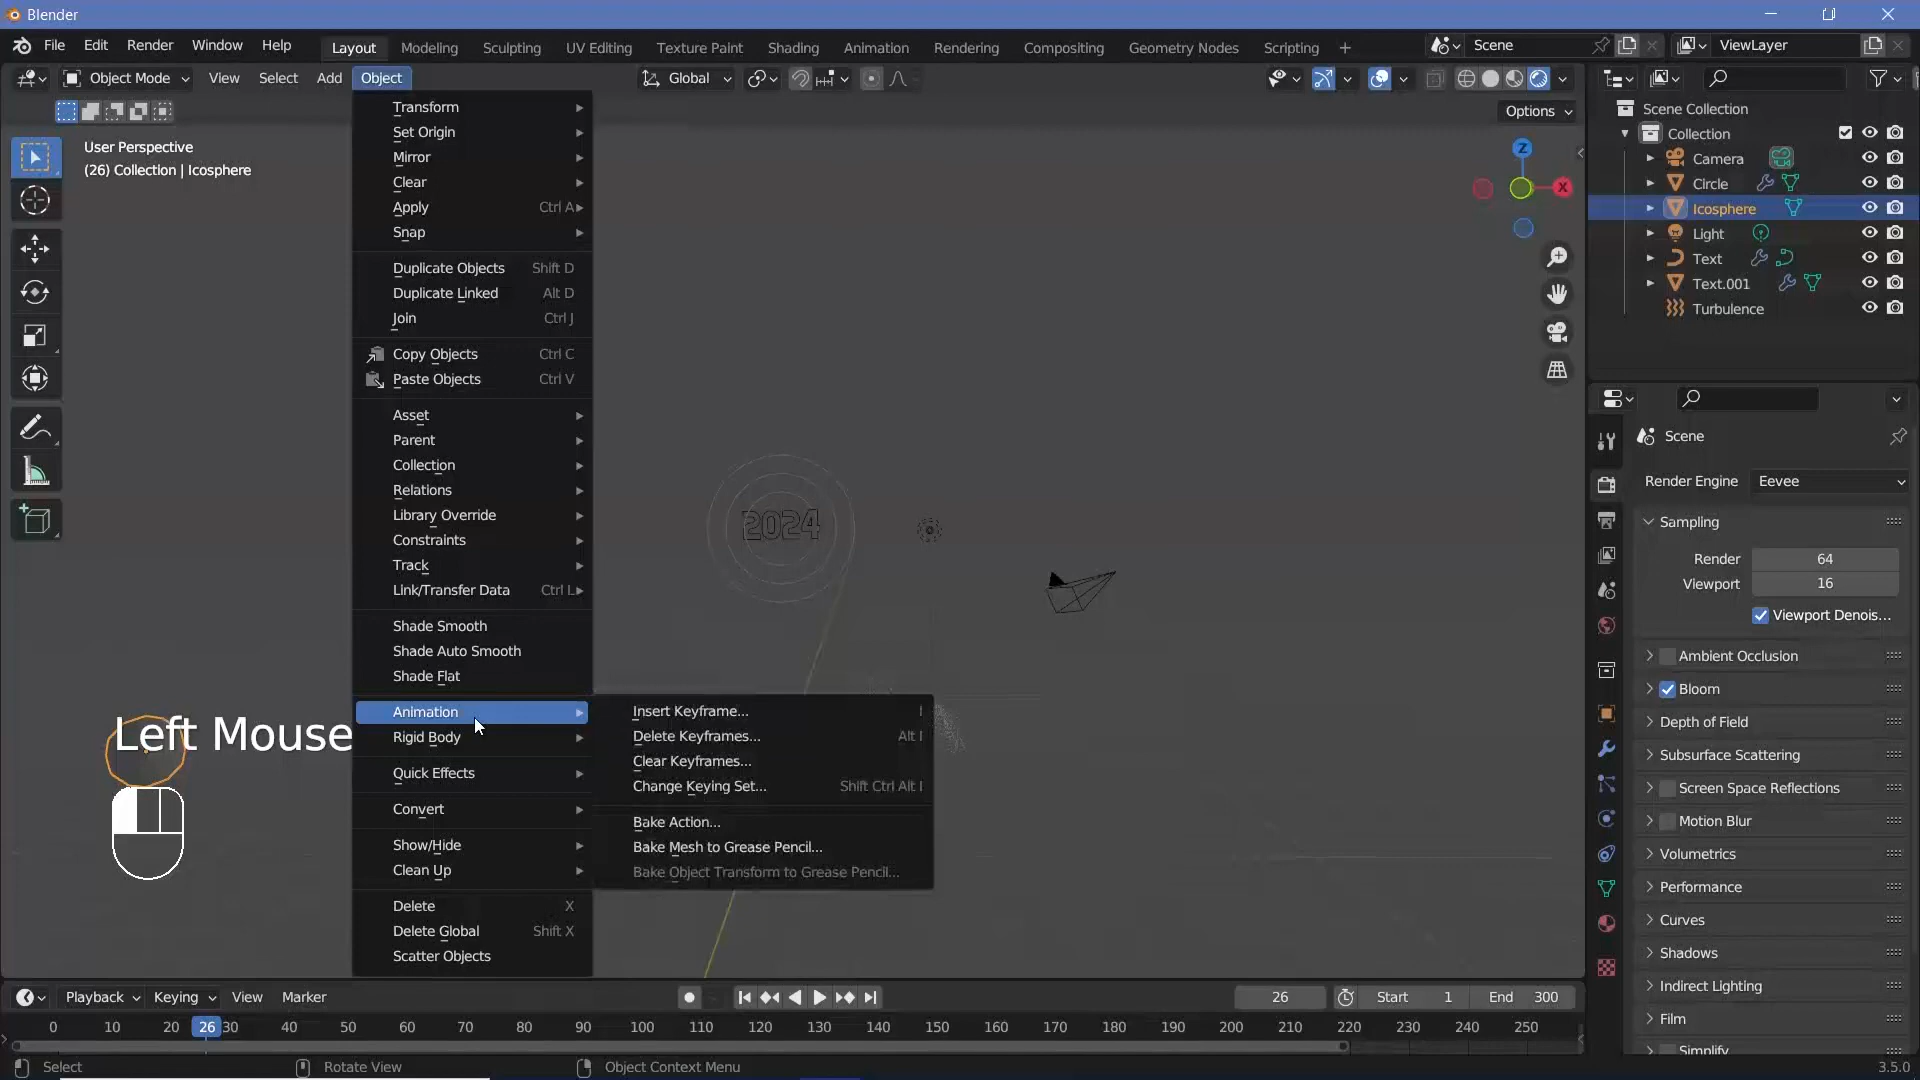 Blender
File Edit Render Window Help Layout Modeling Sculpting UV Editing Texture Paint Shading Animation Rendering Compositing Geometry Nodes Scripting + Scene ViewLayer
Object Mode View Select Add Object Global
Options
User Perspective
(26) Collection | Icosphere
Transform
Set Origin
Mirror
Clear
Apply Ctrl A
Snap
Duplicate Objects Shift D
Duplicate Linked Alt D
Join Ctrl J
Copy Objects Ctrl C
Paste Objects Ctrl V
Asset
Parent
Collection
Relations
Library Override
Constraints
Track
Link/Transfer Data Ctrl L
Shade Smooth
Shade Auto Smooth
Shade Flat
Animation
Rigid Body
Quick Effects
Convert
Show/Hide
Clean Up
Delete X
Delete Global Shift X
Scatter Objects
Insert Keyframe... I
Delete Keyframes... Alt I
Clear Keyframes...
Change Keying Set... Shift Ctrl Alt I
Bake Action...
Bake Mesh to Grease Pencil...
Bake Object Transform to Grease Pencil...
Left Mouse
2024
Z
X
Scene Collection
Collection
Camera
Circle
Icosphere
Light
Text
Text.001
Turbulence
Scene
Render Engine Eevee
Sampling
Render 64
Viewport 16
Viewport Denois...
Ambient Occlusion
Bloom
Depth of Field
Subsurface Scattering
Screen Space Reflections
Motion Blur
Volumetrics
Performance
Curves
Shadows
Indirect Lighting
Film
Simplify
Playback Keying View Marker 26 Start 1 End 300
0 10 20 26 30 40 50 60 70 80 90 100 110 120 130 140 150 160 170 180 190 200 210 220 230 240 250
Select Rotate View Object Context Menu 3.5.0